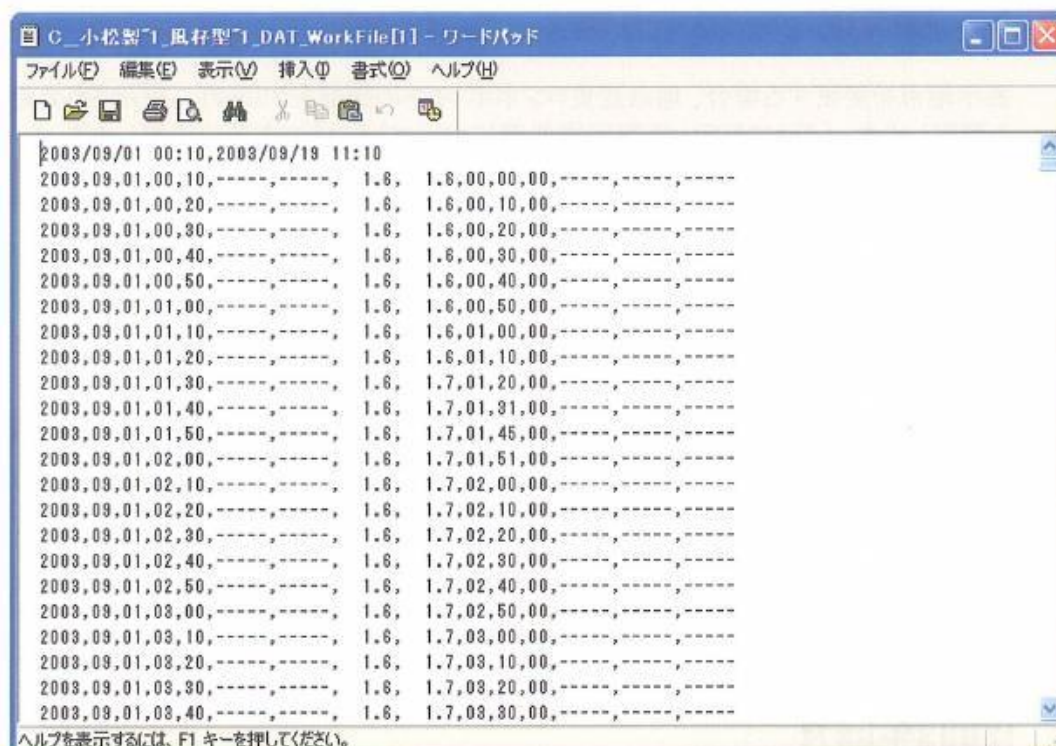 C__小松製~1_風杯型~1_DAT_WorkFile[1] - ワードパッド
ファイル(F) 編集(E) 表示(V) 挿入(I) 書式(O) ヘルプ(H)
2003/09/01 00:10,2003/09/19 11:10
2003,09,01,00,10,-----,-----,  1.6,  1.6,00,00,00,-----,-----,-----
2003,09,01,00,20,-----,-----,  1.6,  1.6,00,10,00,-----,-----,-----
2003,09,01,00,30,-----,-----,  1.6,  1.6,00,20,00,-----,-----,-----
2003,09,01,00,40,-----,-----,  1.6,  1.6,00,30,00,-----,-----,-----
2003,09,01,00,50,-----,-----,  1.6,  1.6,00,40,00,-----,-----,-----
2003,09,01,01,00,-----,-----,  1.6,  1.6,00,50,00,-----,-----,-----
2003,09,01,01,10,-----,-----,  1.6,  1.6,01,00,00,-----,-----,-----
2003,09,01,01,20,-----,-----,  1.6,  1.6,01,10,00,-----,-----,-----
2003,09,01,01,30,-----,-----,  1.6,  1.7,01,20,00,-----,-----,-----
2003,09,01,01,40,-----,-----,  1.6,  1.7,01,31,00,-----,-----,-----
2003,09,01,01,50,-----,-----,  1.6,  1.7,01,45,00,-----,-----,-----
2003,09,01,02,00,-----,-----,  1.6,  1.7,01,51,00,-----,-----,-----
2003,09,01,02,10,-----,-----,  1.6,  1.7,02,00,00,-----,-----,-----
2003,09,01,02,20,-----,-----,  1.6,  1.7,02,10,00,-----,-----,-----
2003,09,01,02,30,-----,-----,  1.6,  1.7,02,20,00,-----,-----,-----
2003,09,01,02,40,-----,-----,  1.6,  1.7,02,30,00,-----,-----,-----
2003,09,01,02,50,-----,-----,  1.6,  1.7,02,40,00,-----,-----,-----
2003,09,01,03,00,-----,-----,  1.6,  1.7,02,50,00,-----,-----,-----
2003,09,01,03,10,-----,-----,  1.6,  1.7,03,00,00,-----,-----,-----
2003,09,01,03,20,-----,-----,  1.6,  1.7,03,10,00,-----,-----,-----
2003,09,01,03,30,-----,-----,  1.6,  1.7,03,20,00,-----,-----,-----
2003,09,01,03,40,-----,-----,  1.6,  1.7,03,30,00,-----,-----,-----
ヘルプを表示するには、F1 キーを押してください。